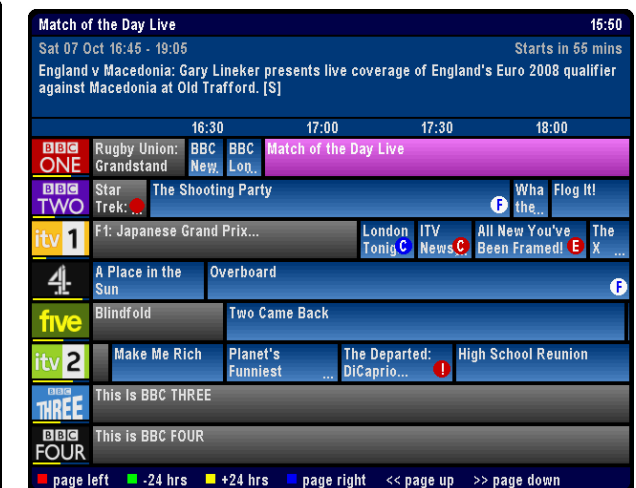 Match of the Day Live 15:50
Sat 07 Oct 16:45 - 19:05 Starts in 55 mins
England v Macedonia: Gary Lineker presents live coverage of England's Euro 2008 qualifier
against Macedonia at Old Trafford. [S]
16:30 17:00 17:30 18:00
BBC ONE
Rugby Union:
Grandstand
BBC
New..
BBC
Lon..
Match of the Day Live
BBC TWO
Star
Trek: ...
The Shooting Party
F
Wha
the...
Flog It!
itv 1
F1: Japanese Grand Prix...
London
Tonig C
ITV
News C
All New You've
Been Framed! E
The
X ...
4
A Place in the
Sun
Overboard
F
five
Blindfold
Two Came Back
itv 2
Make Me Rich
Planet's
Funniest ...
The Departed:
DiCaprio... !
High School Reunion
BBC THREE
This Is BBC THREE
BBC FOUR
This is BBC FOUR
page left -24 hrs +24 hrs page right << page up >> page down